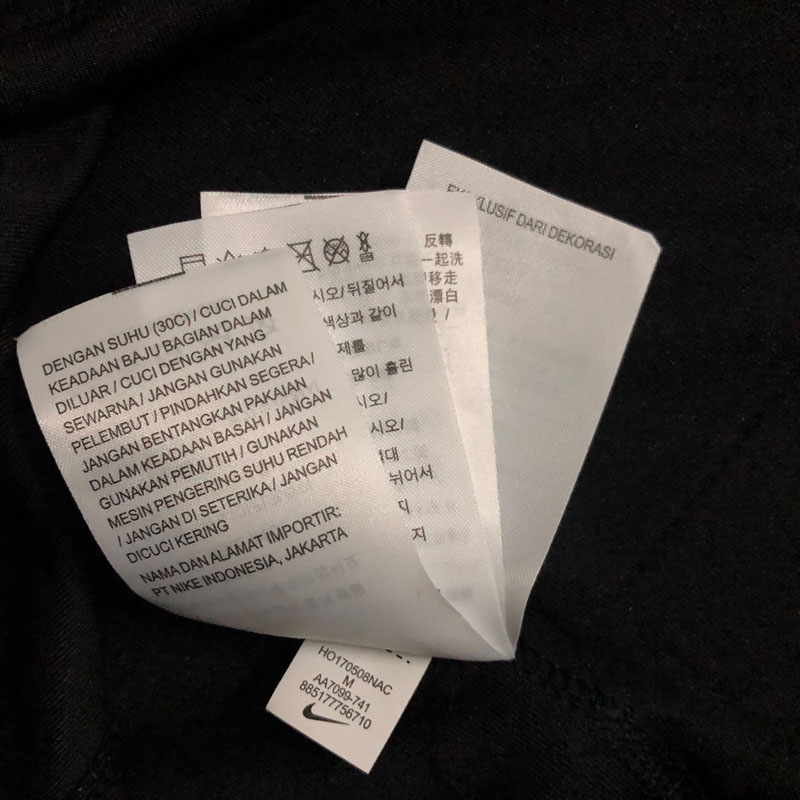 DENGAN SUHU (30C) / CUCI DALAM
KEADAAN BAJU BAGIAN DALAM
DILUAR / CUCI DENGAN YANG
SEWARNA / JANGAN GUNAKAN
PELEMBUT / PINDAHKAN SEGERA /
JANGAN BENTANGKAN PAKAIAN
DALAM KEADAAN BASAH / JANGAN
GUNAKAN PEMUTIH / GUNAKAN
MESIN PENGERING SUHU RENDAH
/ JANGAN DI SETERIKA / JANGAN
DICUCI KERING
NAMA DAN ALAMAT IMPORTIR:
PT NIKE INDONESIA, JAKARTA
시오/뒤질어서
색상과 같이
제를
많이 흘린
시오/
시오/
대
뉘어서
지
지
反轉
一起洗
移走
漂白
/
DARI DEKORASI
HO170508NAC
M
AA7099-741
885177756710